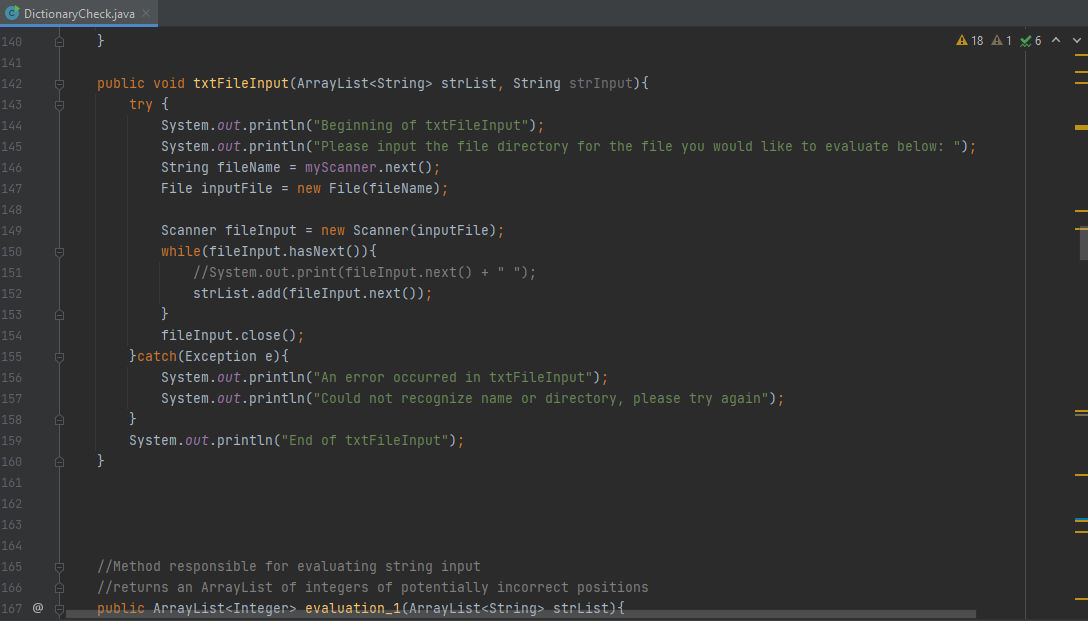 DictionaryCheck.java
18 1 6
140 }
141
142 public void txtFileInput(ArrayList<String> strList, String strInput){
143 try {
144 System.out.println("Beginning of txtFileInput");
145 System.out.println("Please input the file directory for the file you would like to evaluate below: ");
146 String fileName = myScanner.next();
147 File inputFile = new File(fileName);
148
149 Scanner fileInput = new Scanner(inputFile);
150 while(fileInput.hasNext()){
151 //System.out.print(fileInput.next() + " ");
152 strList.add(fileInput.next());
153 }
154 fileInput.close();
155 }catch(Exception e){
156 System.out.println("An error occurred in txtFileInput");
157 System.out.println("Could not recognize name or directory, please try again");
158 }
159 System.out.println("End of txtFileInput");
160 }
161
162
163
164
165 //Method responsible for evaluating string input
166 //returns an ArrayList of integers of potentially incorrect positions
167 @ public ArrayList<Integer> evaluation_1(ArrayList<String> strList){